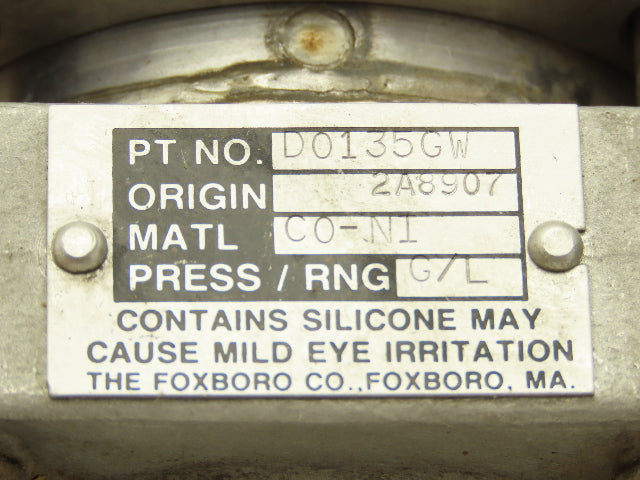 PT NO. D0135GW
ORIGIN 2A8907
MATL CO-NI
PRESS / RNG G/L
CONTAINS SILICONE MAY
CAUSE MILD EYE IRRITATION
THE FOXBORO CO., FOXBORO, MA.